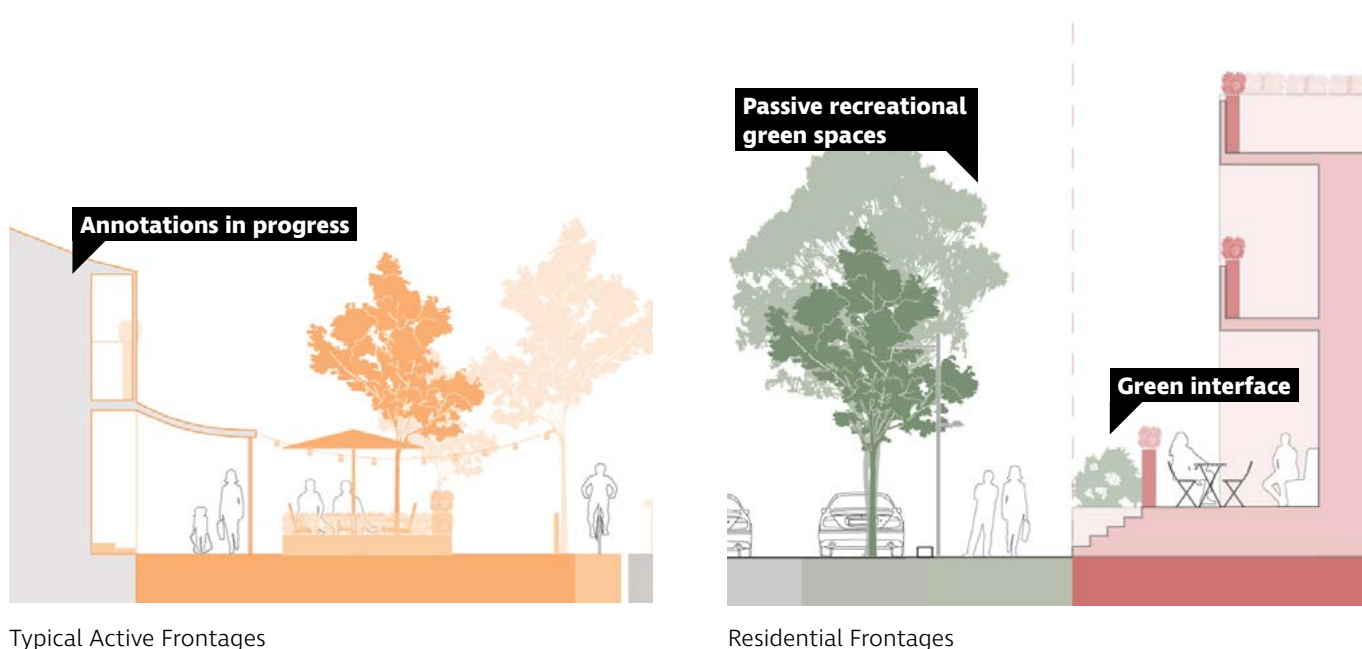 Annotations in progress
Typical Active Frontages
Passive recreational
green spaces
Green interface
Residential Frontages